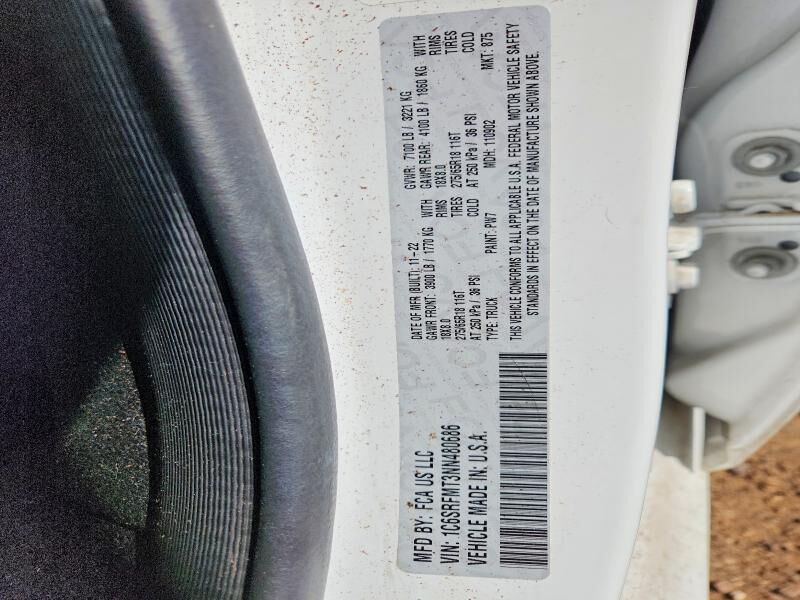 MFD BY: FCA US LLC
DATE OF MFR (BUILT): 11-22
GVWR: 7100 LB / 3221 KG
GAWR FRONT: 3900 LB / 1770 KG WITH
GAWR REAR: 4100 LB / 1860 KG WITH
18X8.0 RIMS
18X8.0 RIMS
275/65R18 116T TIRES
275/65R18 116T TIRES
AT 250 kPa / 36 PSI COLD
AT 250 kPa / 36 PSI COLD
VIN: 1C6SRFMT3NN480686
TYPE: TRUCK PAINT: PW7 MDH: 110902 MKT: 875
VEHICLE MADE IN: U.S.A.
THIS VEHICLE CONFORMS TO ALL APPLICABLE U.S.A. FEDERAL MOTOR VEHICLE SAFETY
STANDARDS IN EFFECT ON THE DATE OF MANUFACTURE SHOWN ABOVE.